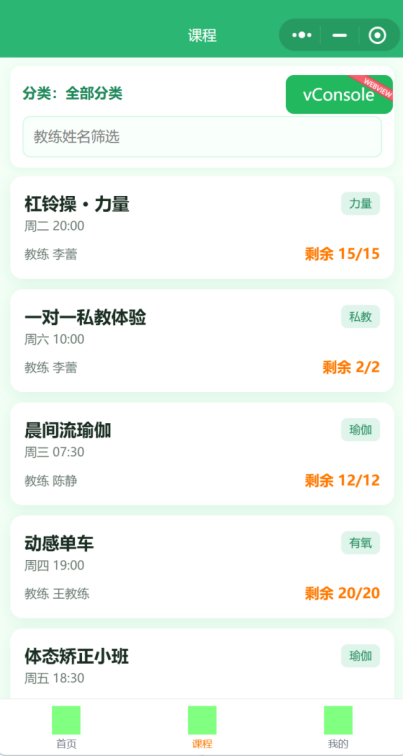 课程
分类：全部分类
vConsole
WEBVIEW
教练姓名筛选
杠铃操·力量
力量
周二 20:00
教练 李蕾
剩余 15/15
一对一私教体验
私教
周六 10:00
教练 李蕾
剩余 2/2
晨间流瑜伽
瑜伽
周三 07:30
教练 陈静
剩余 12/12
动感单车
有氧
周四 19:00
教练 王教练
剩余 20/20
体态矫正小班
瑜伽
周五 18:30
首页
课程
我的